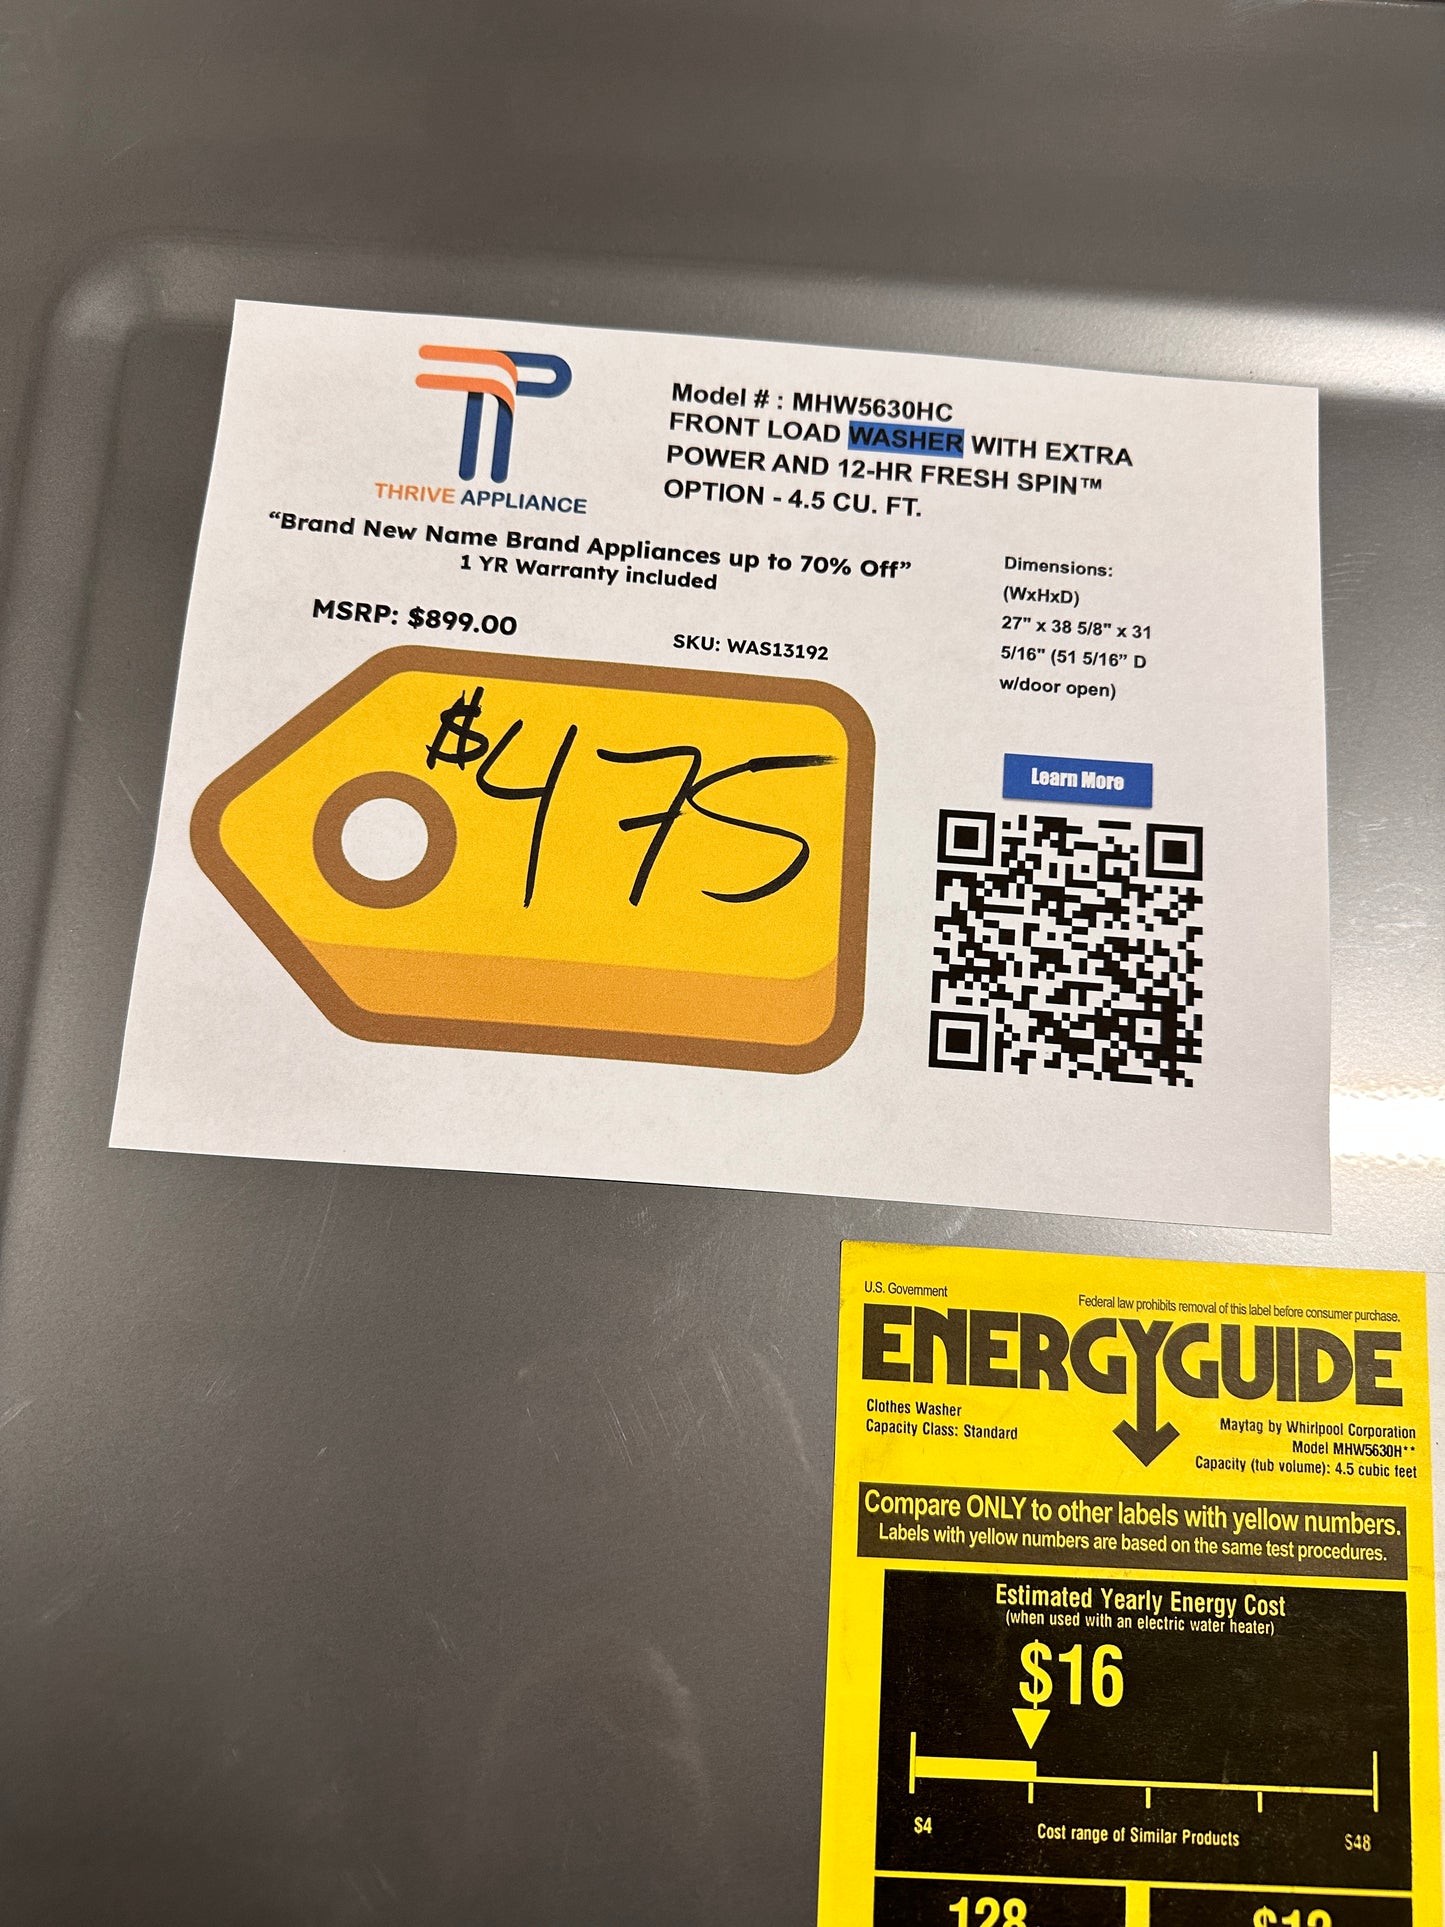 THRIVE APPLIANCE
Model # : MHW5630HC
FRONT LOAD WASHER WITH EXTRA
POWER AND 12-HR FRESH SPIN™
OPTION - 4.5 CU. FT.
“Brand New Name Brand Appliances up to 70% Off”
1 YR Warranty included
MSRP: $899.00
SKU: WAS13192
$475
Dimensions:
(WxHxD)
27" x 38 5/8" x 31
5/16" (51 5/16” D
w/door open)
Learn More
U.S. Government
Federal law prohibits removal of this label before consumer purchase.
ENERGYGUIDE
Clothes Washer
Capacity Class: Standard
Maytag by Whirlpool Corporation
Model MHW5630H**
Capacity (tub volume): 4.5 cubic feet
Compare ONLY to other labels with yellow numbers.
Labels with yellow numbers are based on the same test procedures.
Estimated Yearly Energy Cost
(when used with an electric water heater)
$16
$4
Cost range of Similar Products
$48
128
$12